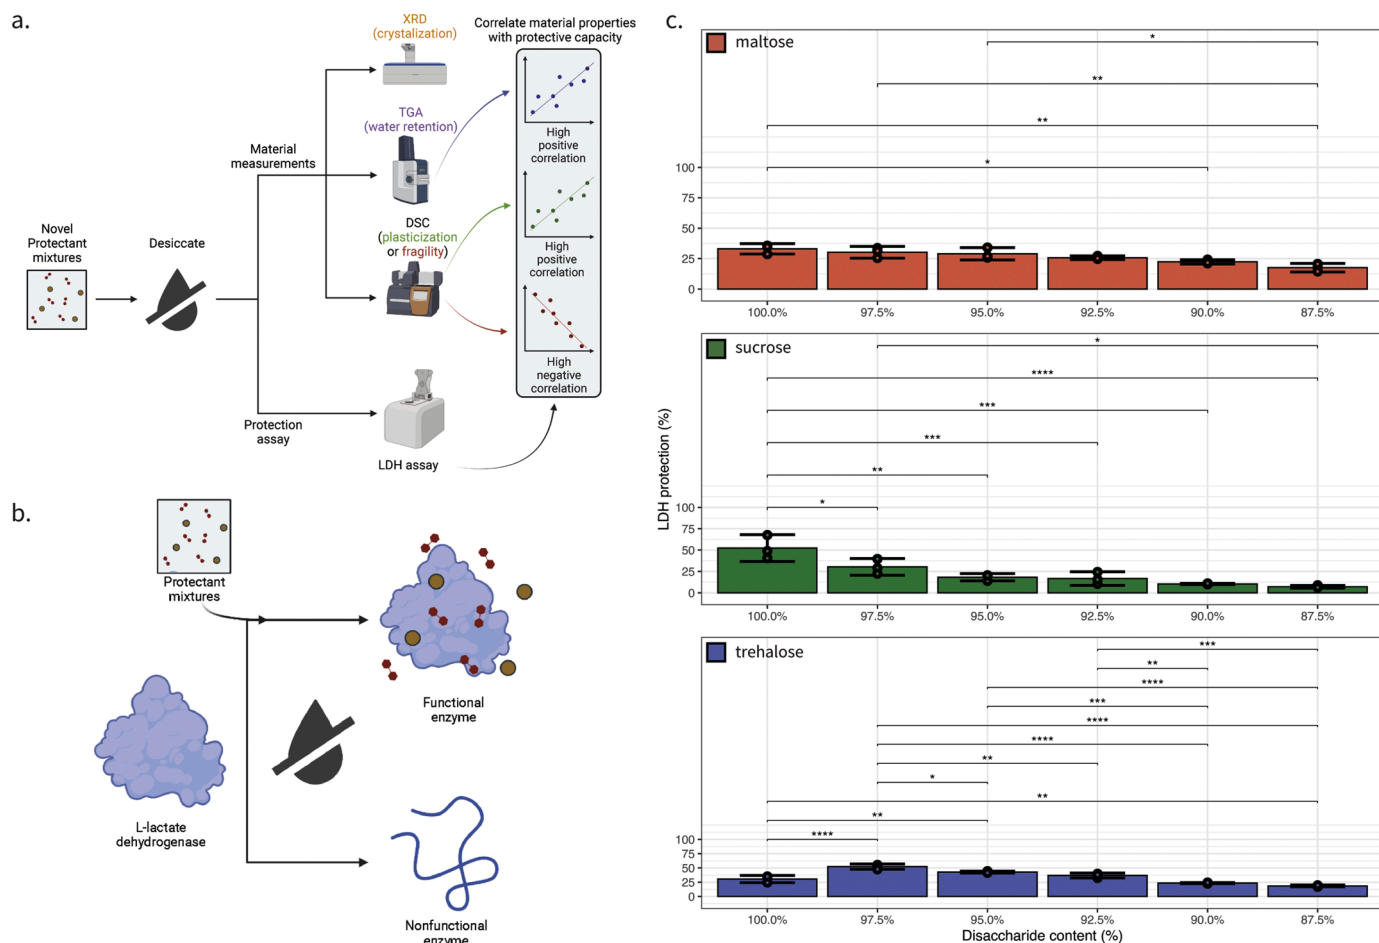 a.
XRD
(crystalization)
Correlate material properties
with protective capacity
TGA
(water retention)
High
positive
correlation
Material
measurements
DSC
(plasticization
or fragility)
High
positive
correlation
Novel
Protectant
mixtures
Desiccate
High
negative
correlation
Protection
assay
LDH assay
b.
Protectant
mixtures
Functional
enzyme
L-lactate
dehydrogenase
Nonfunctional
enzyme
c.
maltose
*
**
**
*
100
75
50
25
0
100.0% 97.5% 95.0% 92.5% 90.0% 87.5%
LDH protection (%)
sucrose
*
****
***
***
**
*
100
75
50
25
0
100.0% 97.5% 95.0% 92.5% 90.0% 87.5%
trehalose
***
**
****
***
****
****
**
*
**
**
****
100
75
50
25
0
100.0% 97.5% 95.0% 92.5% 90.0% 87.5%
Disaccharide content (%)